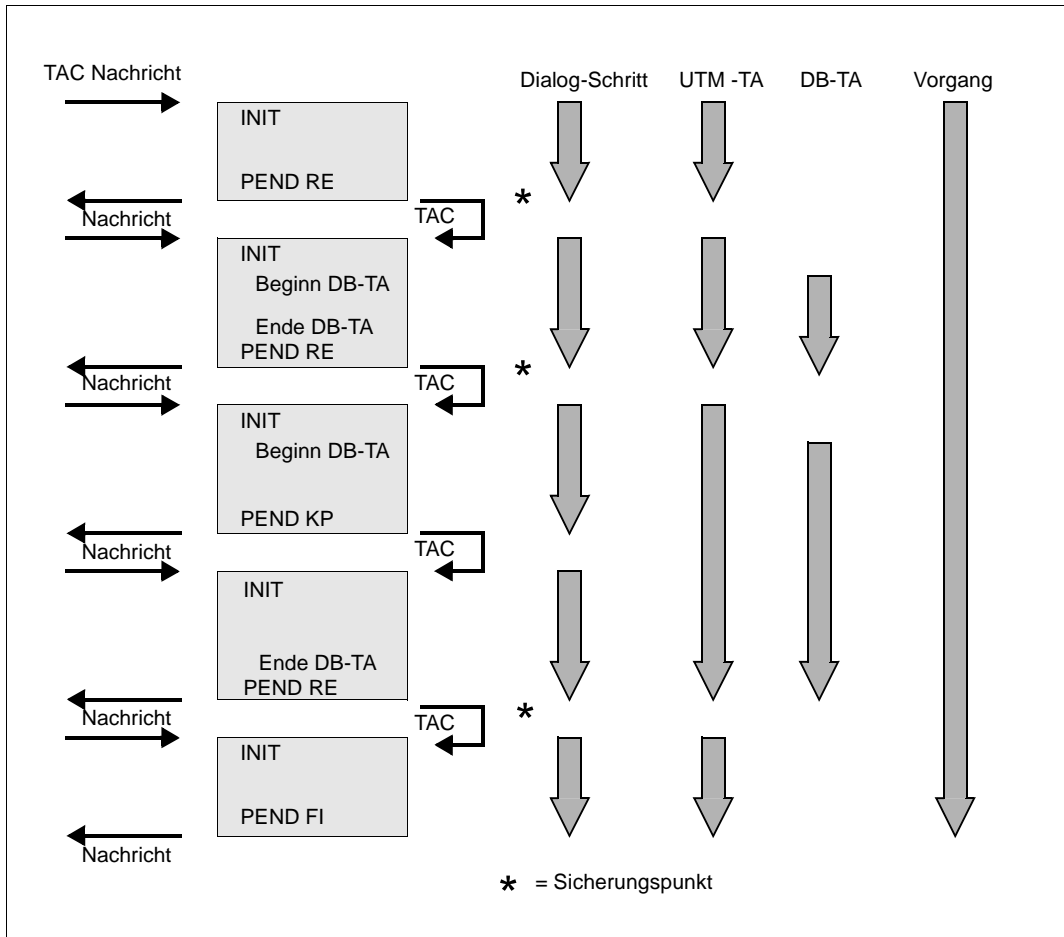 TAC Nachricht
Dialog-Schritt
UTM -TA
DB-TA
Vorgang
INIT
PEND RE
Nachricht
TAC
*
INIT
Beginn DB-TA
Ende DB-TA
PEND RE
Nachricht
TAC
*
INIT
Beginn DB-TA
PEND KP
Nachricht
TAC
INIT
Ende DB-TA
PEND RE
Nachricht
TAC
*
INIT
PEND FI
Nachricht
* = Sicherungspunkt